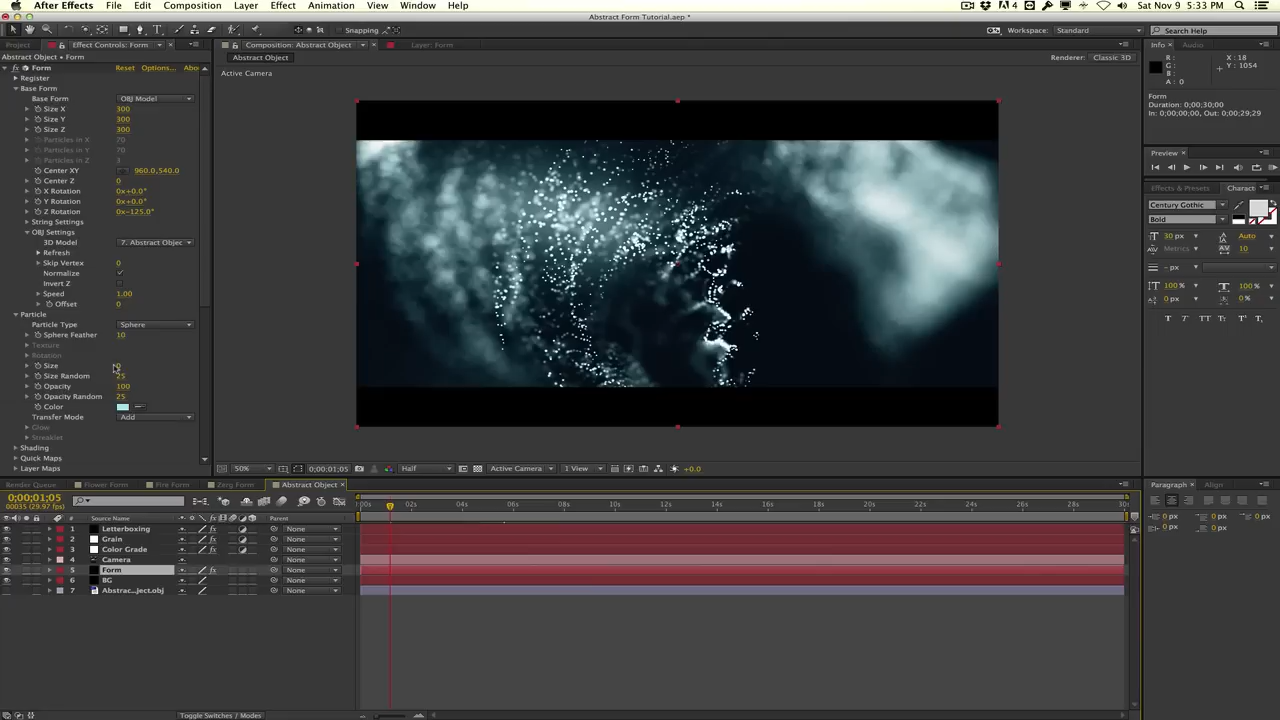 After Effects File Edit Composition Layer Effect Animation View Window Help 4 Sat Nov 9 5:33 PM
Abstract Form Tutorial.aep *
Snapping Workspace: Standard Search Help
Project Effect Controls: Form Composition: Abstract Object Layer: Form Info Audio
Abstract Object • Form Abstract Object Renderer: Classic 3D
Form Reset Options... Abo
Active Camera
Register
Base Form
Base Form OBJ Model
Size X 300
Size Y 300
Size Z 300
Particles in X 70
Particles in Y 70
Particles in Z 3
Center XY 960.0,540.0
Center Z 0
X Rotation 0x+0.0°
Y Rotation 0x+0.0°
Z Rotation 0x-125.0°
String Settings
OBJ Settings
3D Model 7. Abstract Objec
Refresh
Skip Vertex 0
Normalize
Invert Z
Speed 1.00
Offset 0
Particle
Particle Type Sphere
Sphere Feather 10
Texture
Rotation
Size 0
Size Random 25
Opacity 100
Opacity Random 25
Color
Transfer Mode Add
Glow
Streaklet
Shading
Quick Maps
Layer Maps
50% 0;00;01;05 Half Active Camera 1 View +0.0
R :
G :
B :
A : 0
X : 18
Y : 1054
Form
Duration: 0;00;30;00
In: 0;00;00;00, Out: 0;00;29;29
Preview
Effects & Presets Charact
Century Gothic
Bold
30 px Auto
Metrics 10
- px
100 % 100 %
0 px 0 %
T T TT Tr T T
Paragraph Align
0 px 0 px 0 px
0 px 0 px
Render Queue Flower Form Fire Form Zerg Form Abstract Object
0;00;01;05
00035 (29.97 fps)
:00s 02s 04s 06s 08s 10s 12s 14s 16s 18s 20s 22s 24s 26s 28s 30s
# Source Name Parent
1 Letterboxing None
2 Grain None
3 Color Grade None
4 Camera None
5 Form None
6 BG None
7 Abstrac...ject.obj None
Toggle Switches / Modes